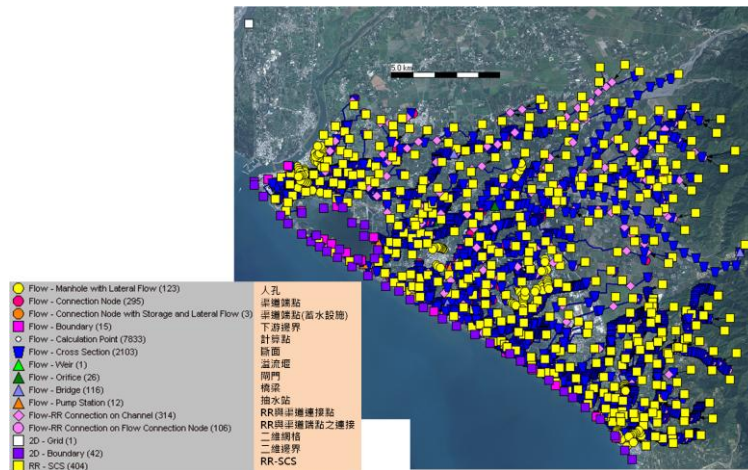 5.0 km
Flow - Manhole with Lateral Flow (123) 人孔
Flow - Connection Node (295) 渠道端點
Flow - Connection Node with Storage and Lateral Flow (3) 渠道端點(蓄水設施)
Flow - Boundary (15) 下游邊界
Flow - Calculation Point (7833) 計算點
Flow - Cross Section (2103) 斷面
Flow - Weir (1) 溢流堰
Flow - Orifice (26) 閘門
Flow - Bridge (116) 橋梁
Flow - Pump Station (12) 抽水站
Flow-RR Connection on Channel (314) RR與渠道連接點
Flow-RR Connection on Flow Connection Node (106) RR與渠道端點之連接
2D - Grid (1) 二維網格
2D - Boundary (42) 二維邊界
RR - SCS (404) RR-SCS